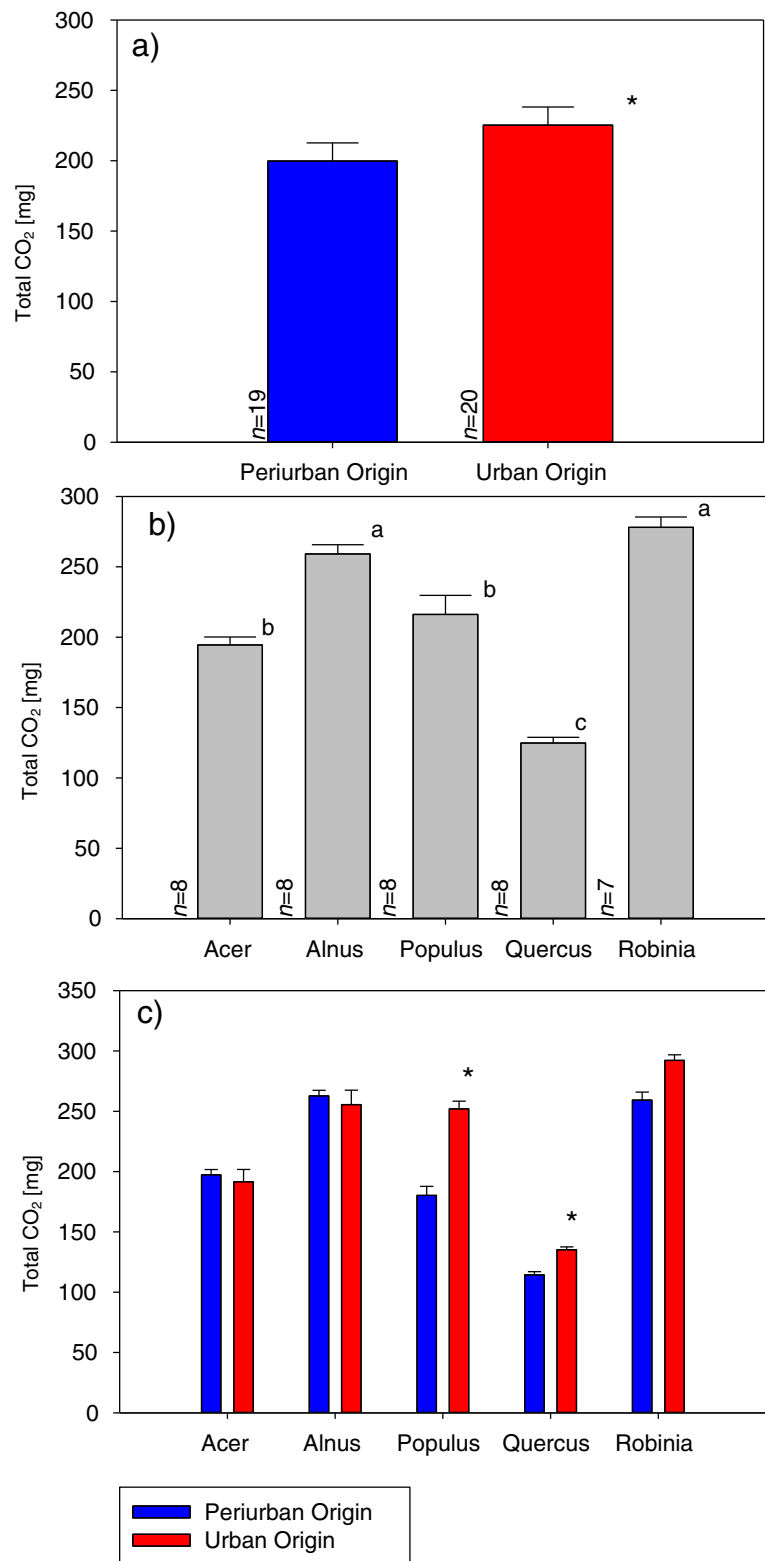 a)
300
250
200
150
100
50
0
Total CO₂ [mg]
*
n=19
n=20
Periurban Origin
Urban Origin
b)
300
250
200
150
100
50
0
Total CO₂ [mg]
b
a
b
c
a
n=8
n=8
n=8
n=8
n=7
Acer
Alnus
Populus
Quercus
Robinia
c)
350
300
250
200
150
100
50
0
Total CO₂ [mg]
*
*
Acer
Alnus
Populus
Quercus
Robinia
Periurban Origin
Urban Origin